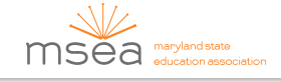 msea
maryland state
education association